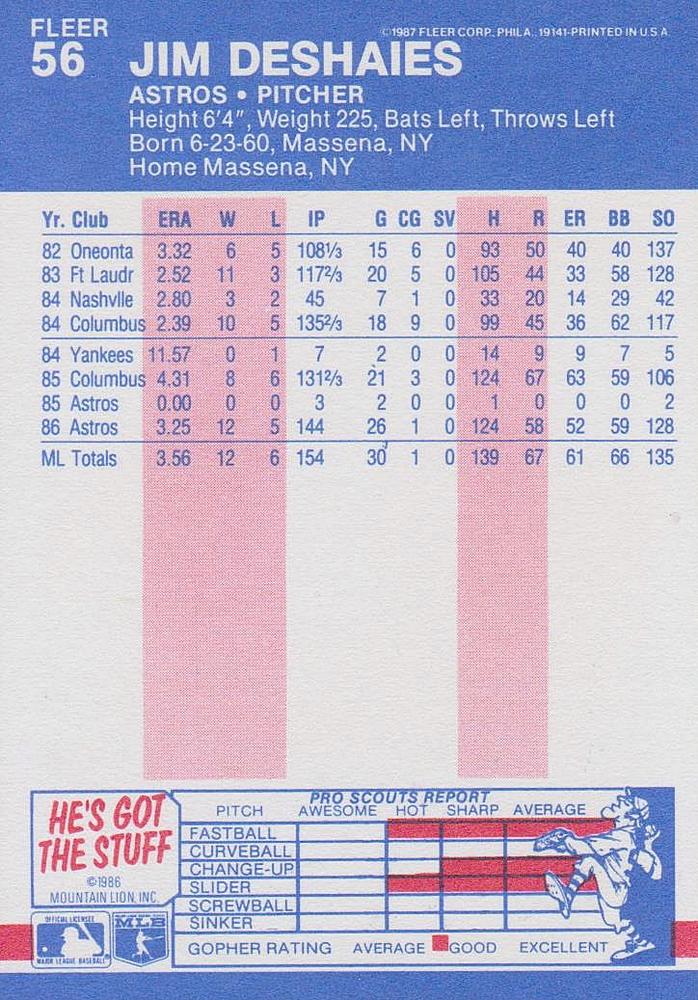 FLEER
56 JIM DESHAIES
©1987 FLEER CORP. PHILA., 19141-PRINTED IN U S A
ASTROS • PITCHER
Height 6'4", Weight 225, Bats Left, Throws Left
Born 6-23-60, Massena, NY
Home Massena, NY
Yr. Club ERA W L IP G CG SV H R ER BB SO
82 Oneonta 3.32 6 5 108⅓ 15 6 0 93 50 40 40 137
83 Ft Laudr 2.52 11 3 117⅔ 20 5 0 105 44 33 58 128
84 Nashvlle 2.80 3 2 45 7 1 0 33 20 14 29 42
84 Columbus 2.39 10 5 135⅔ 18 9 0 99 45 36 62 117
84 Yankees 11.57 0 1 7 2 0 0 14 9 9 7 5
85 Columbus 4.31 8 6 131⅔ 21 3 0 124 67 63 59 106
85 Astros 0.00 0 0 3 2 0 0 1 0 0 0 2
86 Astros 3.25 12 5 144 26 1 0 124 58 52 59 128
ML Totals 3.56 12 6 154 30 1 0 139 67 61 66 135
HE'S GOT
THE STUFF
©1986
MOUNTAIN LION, INC.
PRO SCOUTS REPORT
PITCH AWESOME HOT SHARP AVERAGE
FASTBALL
CURVEBALL
CHANGE-UP
SLIDER
SCREWBALL
SINKER
GOPHER RATING AVERAGE GOOD EXCELLENT
OFFICIAL LICENSEE
MAJOR LEAGUE BASEBALL
MLB